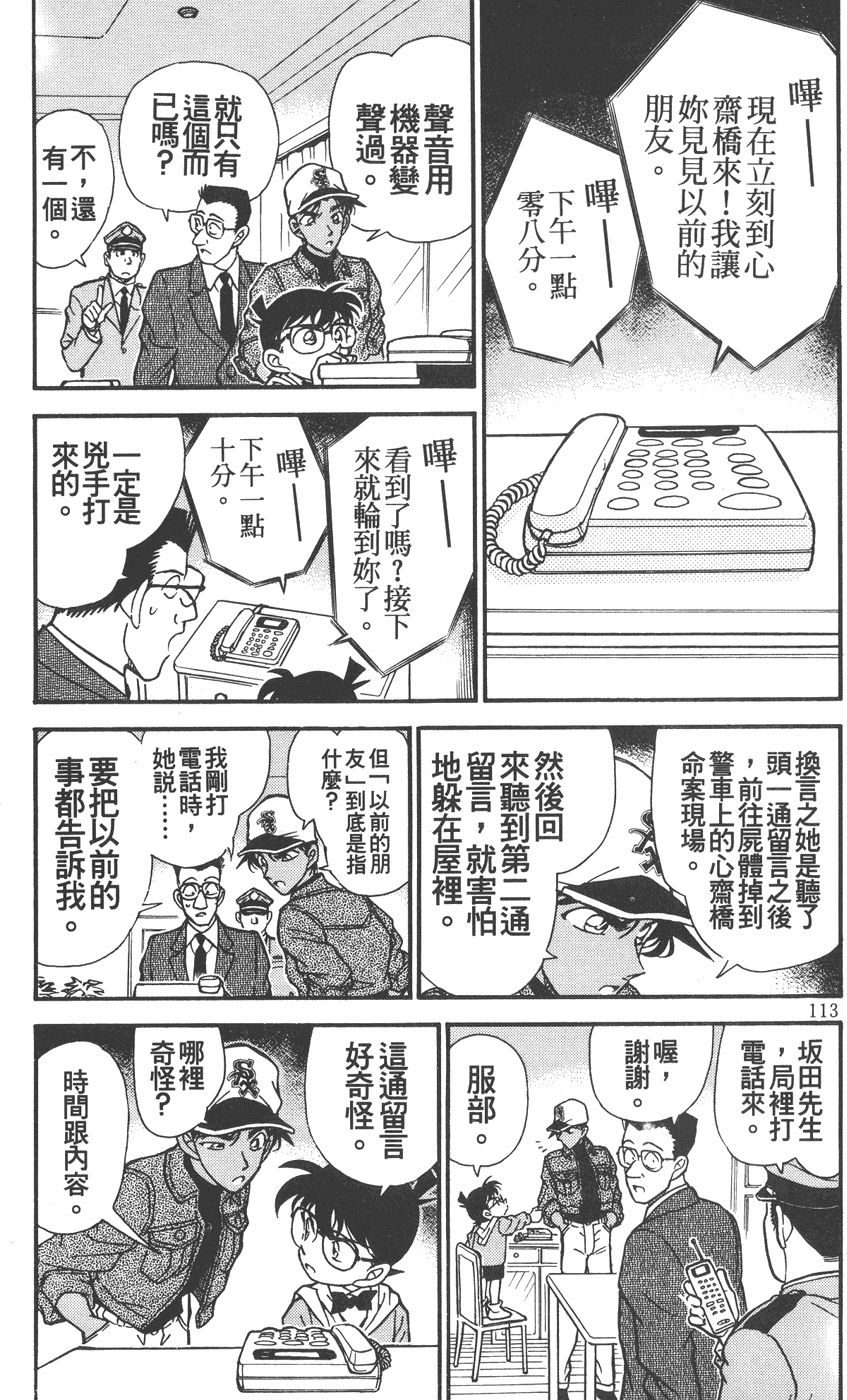 嗶——
現在立刻到心
齋橋來！我讓
妳見見以前的
朋友。
嗶——
下午一點
零八分。
聲音用
機器變
聲過。
就只有
這個而
已嗎？
不，還
有一個。
嗶——
看到了嗎？接下
來就輪到妳了。
嗶——
下午一點
十分。
一定是
兇手打
來的。
換言之她是聽了
頭一通留言之後
，前往屍體掉到
警車上的心齋橋
命案現場。
然後回
來聽到第二通
留言，就害怕
地躲在屋裡。
但「以前的朋
友」到底是指
什麼？
我剛打
電話時，
她說……
要把以前的
事都告訴我。
113
坂田先生
，局裡打
電話來。
喔，
謝謝。
服部。
這通留言
好奇怪。
哪裡
奇怪？
時間跟內容。